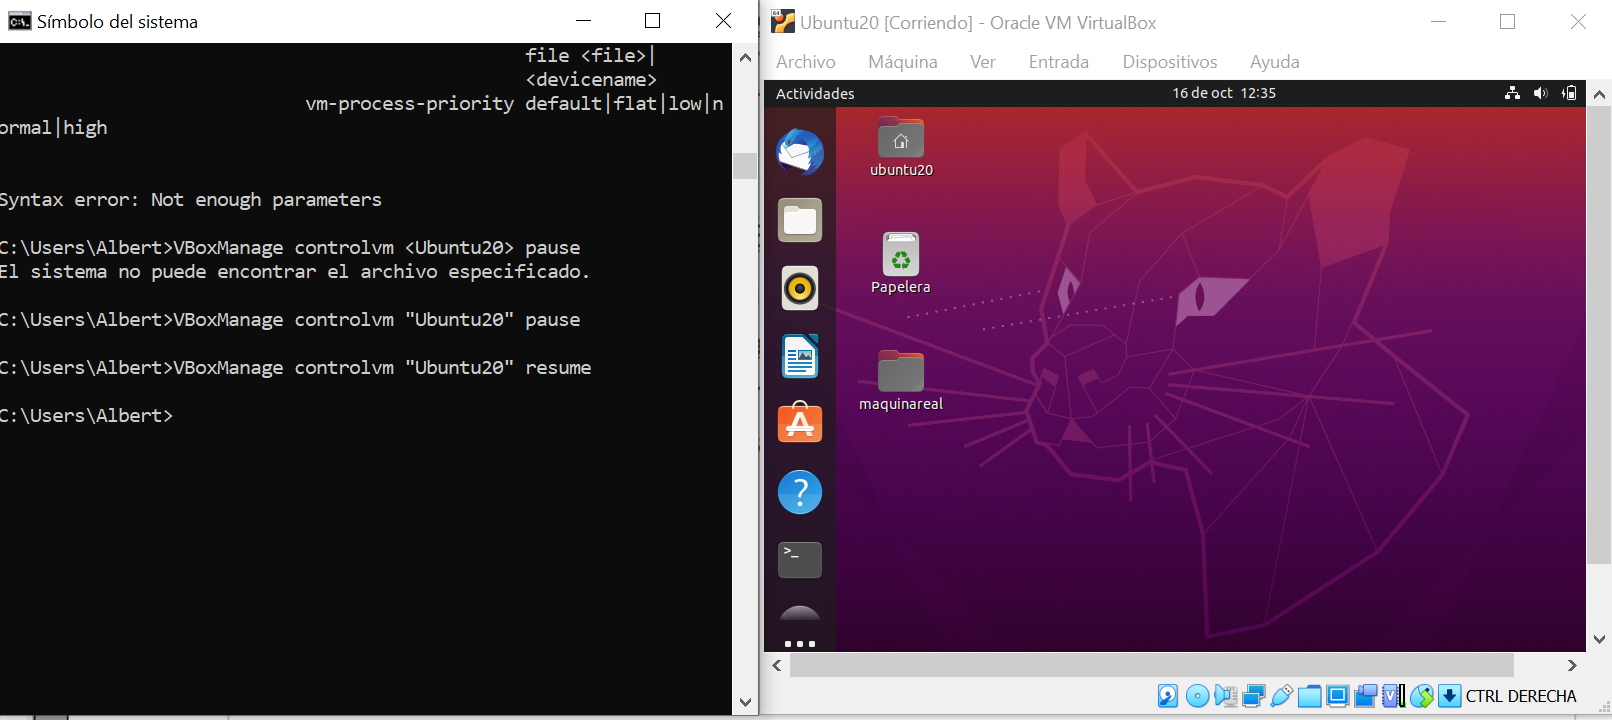 Símbolo del sistema
file <file>|
<devicename>
vm-process-priority default|flat|low|n
ormal|high
Syntax error: Not enough parameters
C:\Users\Albert>VBoxManage controlvm <Ubuntu20> pause
El sistema no puede encontrar el archivo especificado.
C:\Users\Albert>VBoxManage controlvm "Ubuntu20" pause
C:\Users\Albert>VBoxManage controlvm "Ubuntu20" resume
C:\Users\Albert>
Ubuntu20 [Corriendo] - Oracle VM VirtualBox
Archivo Máquina Ver Entrada Dispositivos Ayuda
Actividades 16 de oct 12:35
ubuntu20
Papelera
maquinareal
CTRL DERECHA